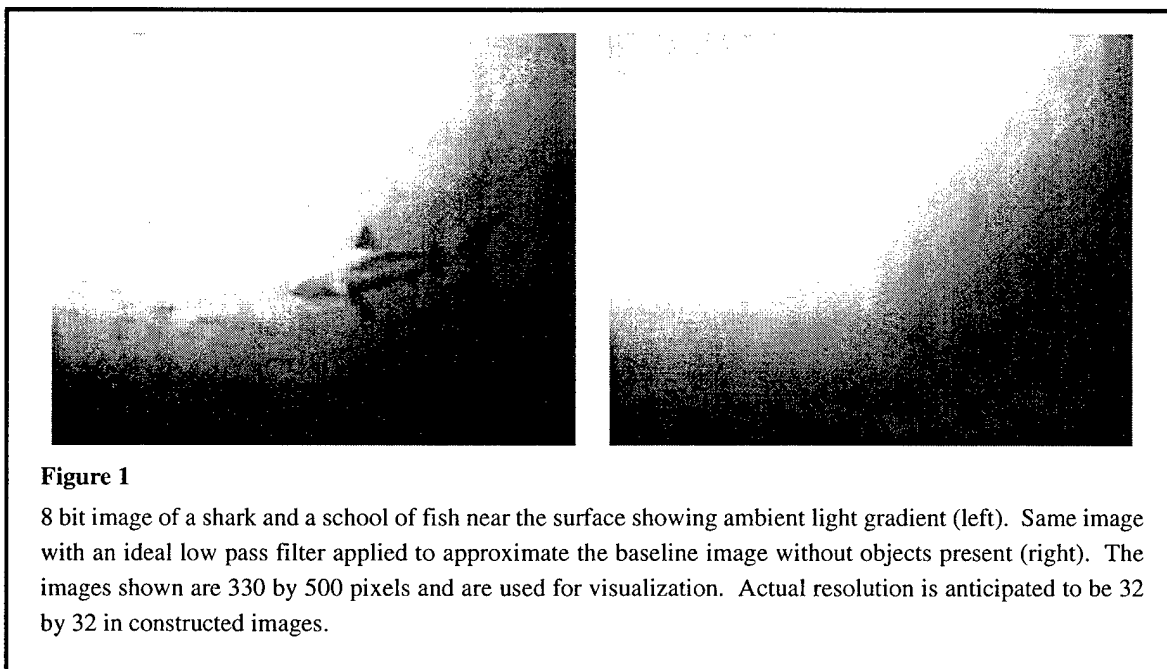 Figure 1
8 bit image of a shark and a school of fish near the surface showing ambient light gradient (left). Same image
with an ideal low pass filter applied to approximate the baseline image without objects present (right). The
images shown are 330 by 500 pixels and are used for visualization. Actual resolution is anticipated to be 32
by 32 in constructed images.